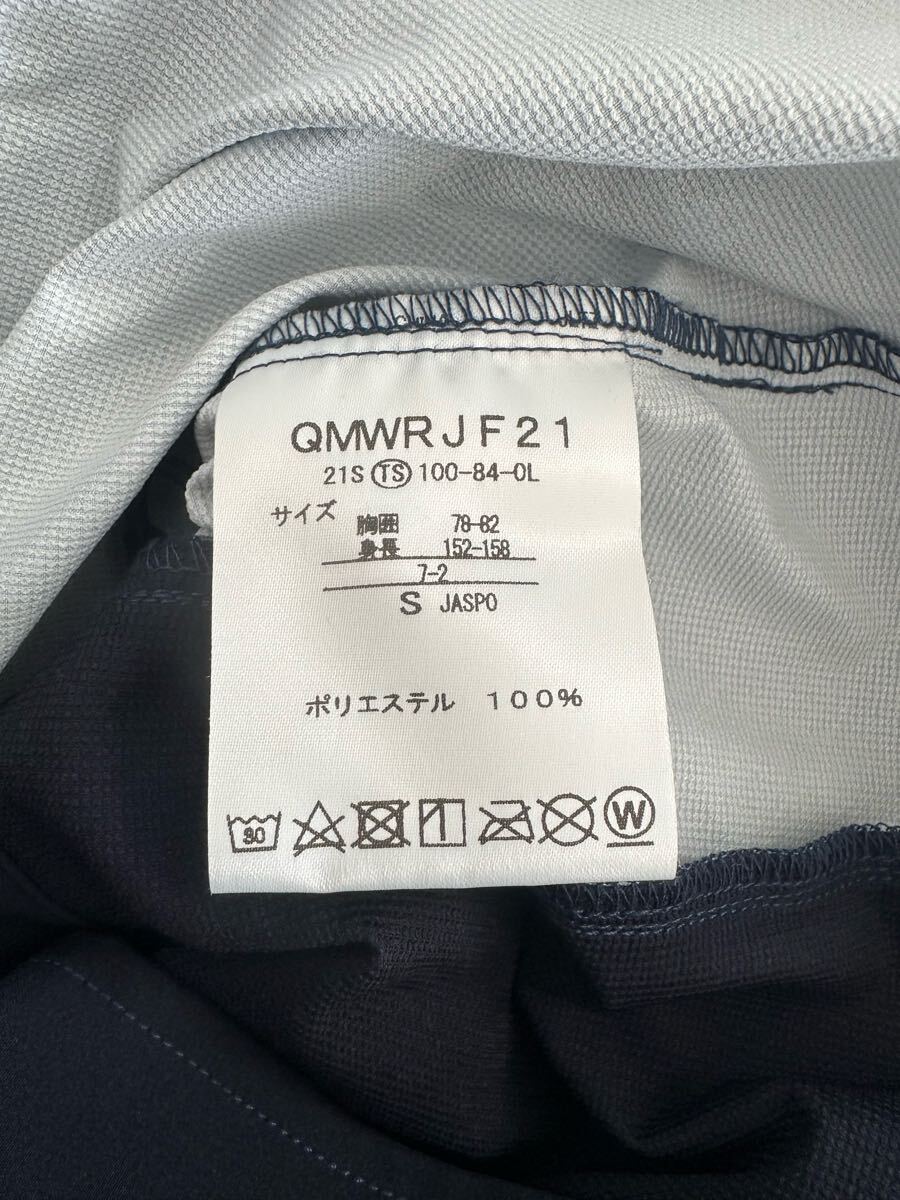 QMWRJF21
21S TS 100-84-0L
サイズ
胸囲 78-82
身長 152-158
7-2
S JASPO
ポリエステル 100%
30
W